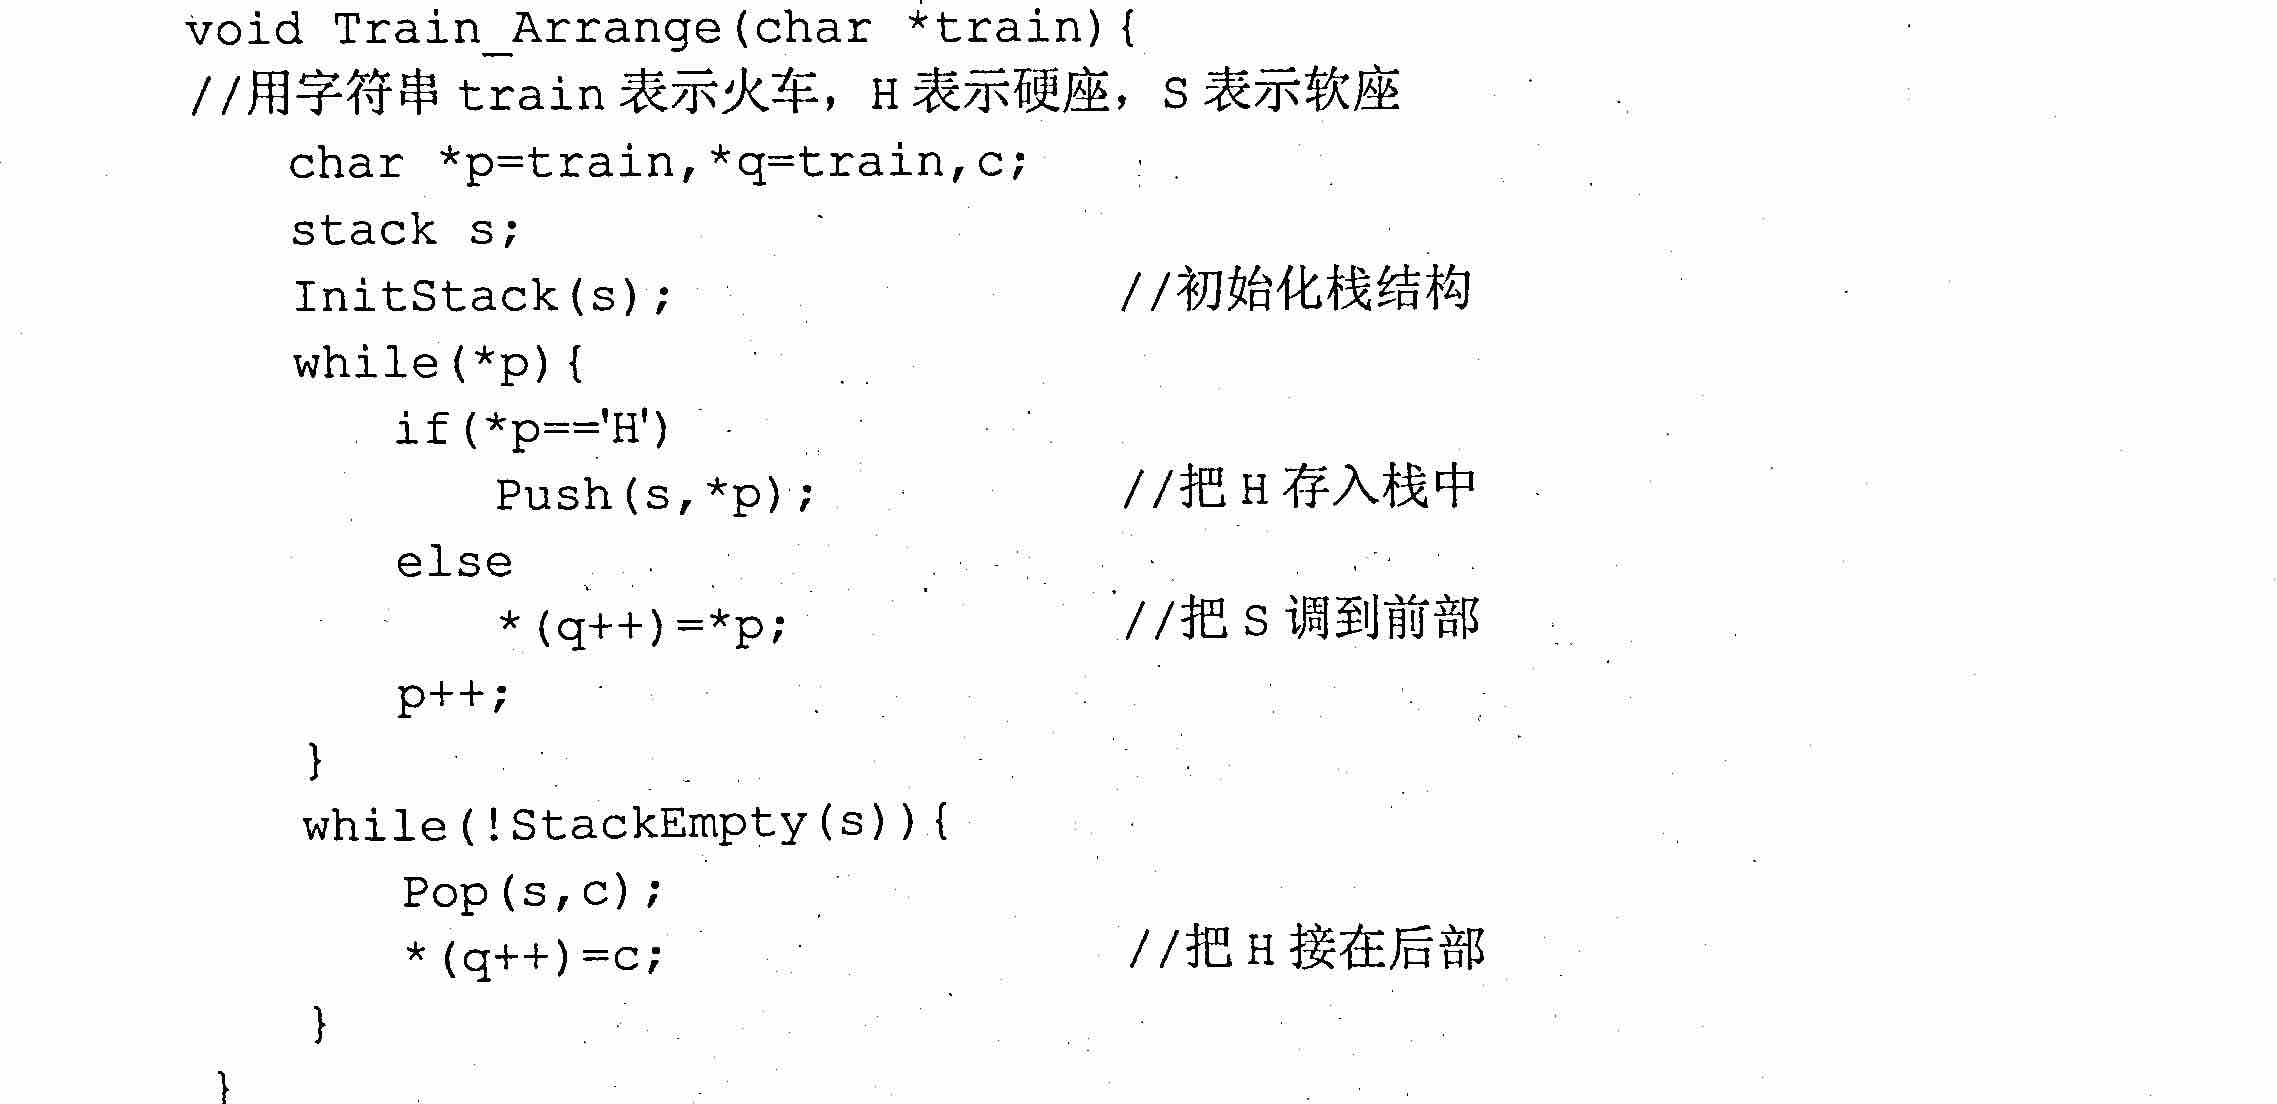 void Train_Arrange(char *train){
//用字符串 train 表示火车，H 表示硬座，S 表示软座
char *p=train,*q=train,c;
stack s;
InitStack(s); //初始化栈结构
while(*p){
if(*p=='H')
Push(s,*p); //把 H 存入栈中
else
*(q++)=*p; //把 S 调到前部
p++;
}
while(!StackEmpty(s)){
Pop(s,c);
*(q++)=c; //把 H 接在后部
}
}